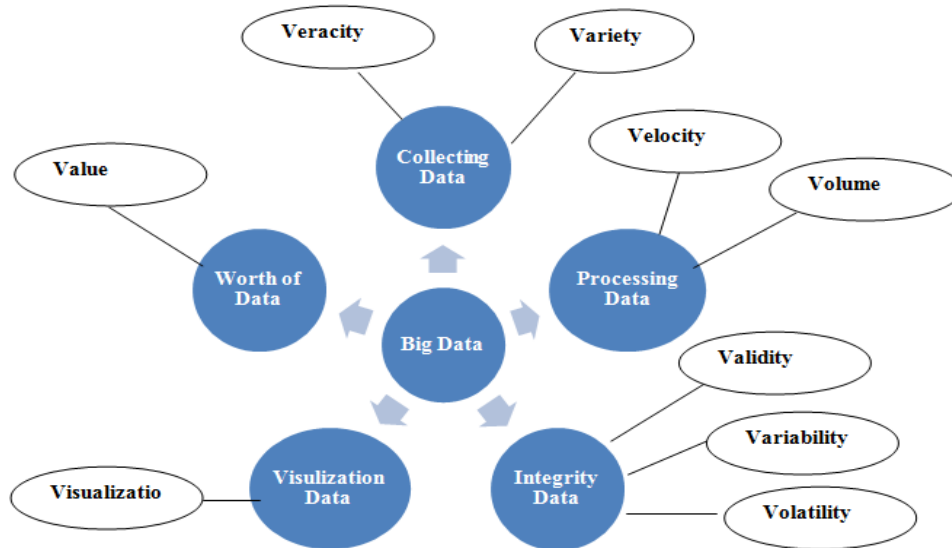 Veracity
Variety
Collecting
Data
Velocity
Value
Volume
Worth of
Data
Processing
Data
Big Data
Validity
Variability
Visulization
Data
Integrity
Data
Visualizatio
Volatility